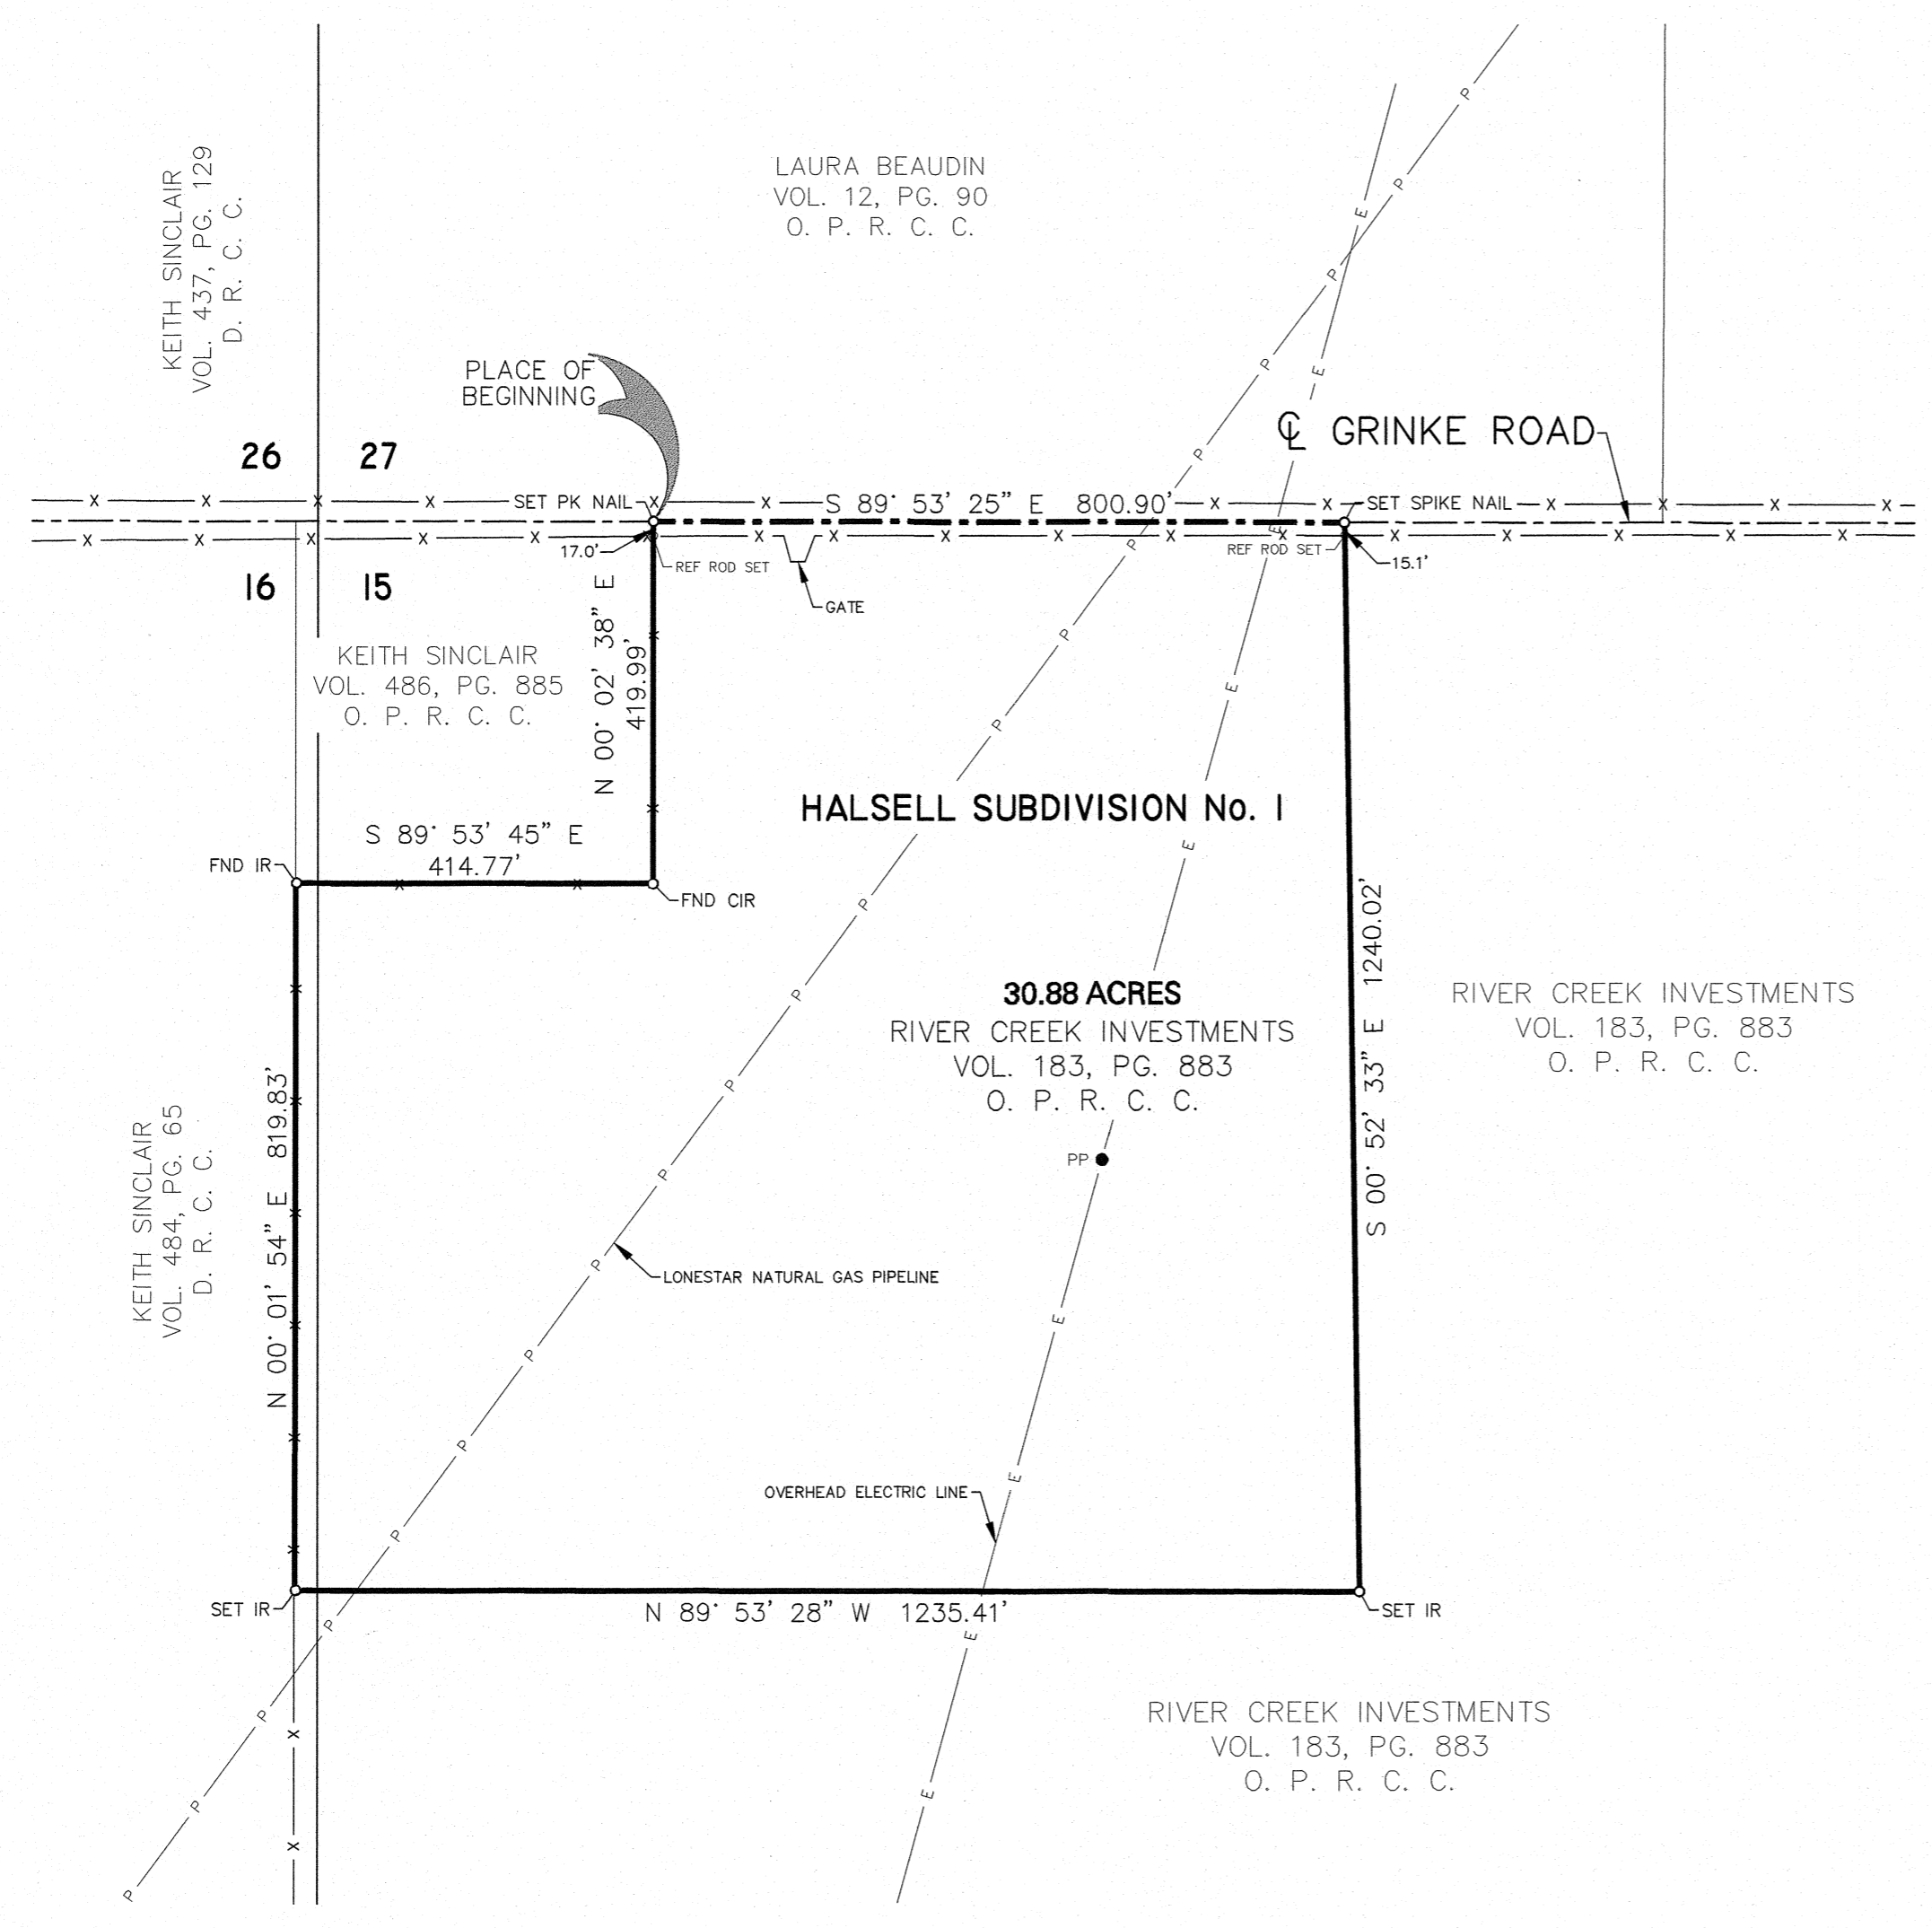 KEITH SINCLAIR
VOL. 437, PG. 129
D. R. C. C.
LAURA BEAUDIN
VOL. 12, PG. 90
O. P. R. C. C.
PLACE OF
BEGINNING
℄ GRINKE ROAD
26
27
SET PK NAIL
S 89° 53' 25" E 800.90'
SET SPIKE NAIL
17.0'
REF ROD SET
REF ROD SET
15.1'
GATE
16
15
KEITH SINCLAIR
VOL. 486, PG. 885
O. P. R. C. C.
N 00° 02' 38" E
419.99'
HALSELL SUBDIVISION No. 1
S 89° 53' 45" E
414.77'
FND IR
FND CIR
30.88 ACRES
RIVER CREEK INVESTMENTS
VOL. 183, PG. 883
O. P. R. C. C.
S 00° 52' 33" E 1240.02'
RIVER CREEK INVESTMENTS
VOL. 183, PG. 883
O. P. R. C. C.
KEITH SINCLAIR
VOL. 484, PG. 65
D. R. C. C.
N 00° 01' 54" E 819.83'
PP
LONESTAR NATURAL GAS PIPELINE
OVERHEAD ELECTRIC LINE
SET IR
N 89° 53' 28" W 1235.41'
SET IR
RIVER CREEK INVESTMENTS
VOL. 183, PG. 883
O. P. R. C. C.